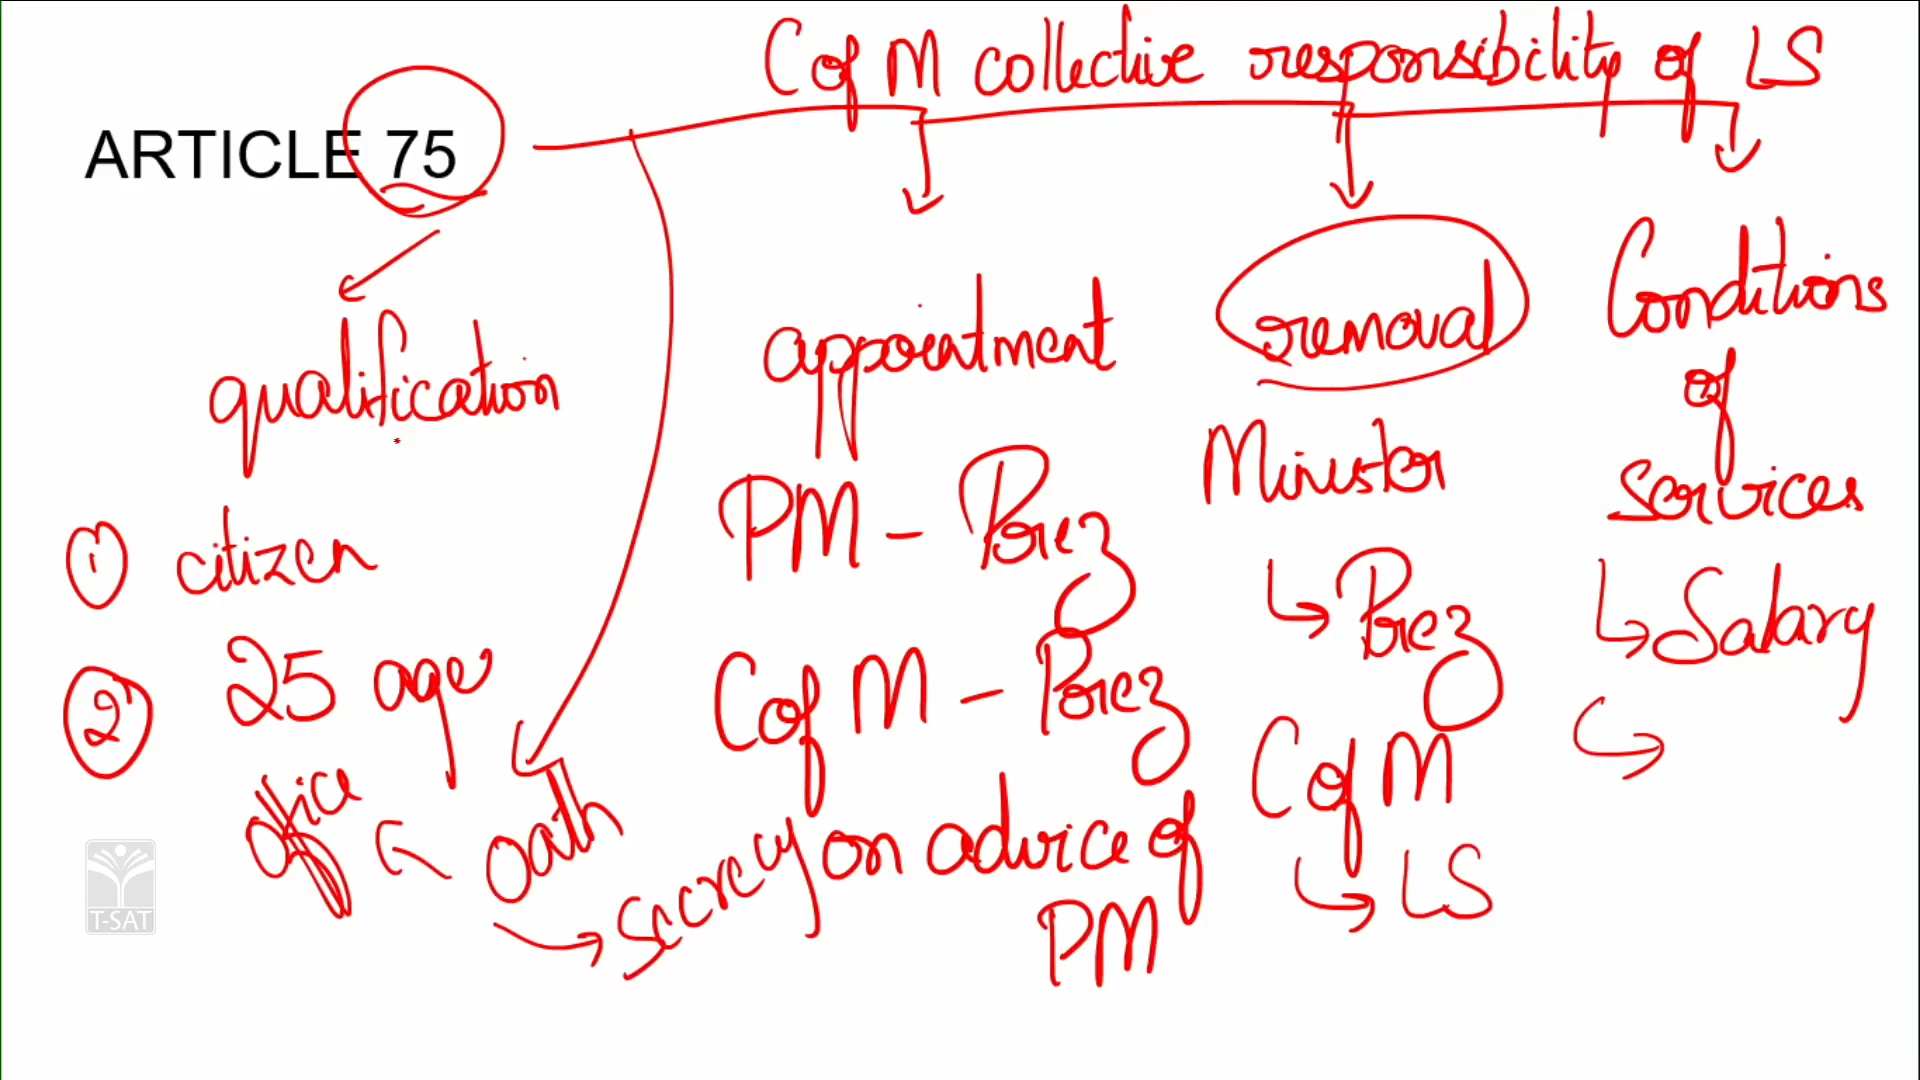 C of M collective responsibility of LS
ARTICLE 75
qualification
① citizen
② 25 age
oath
office
secrecy
appointment
PM - Prez
C of M - Prez
on advice of
PM
removal
Minister
Prez
C of M
LS
Conditions
of
Services
Salary
T-SAT